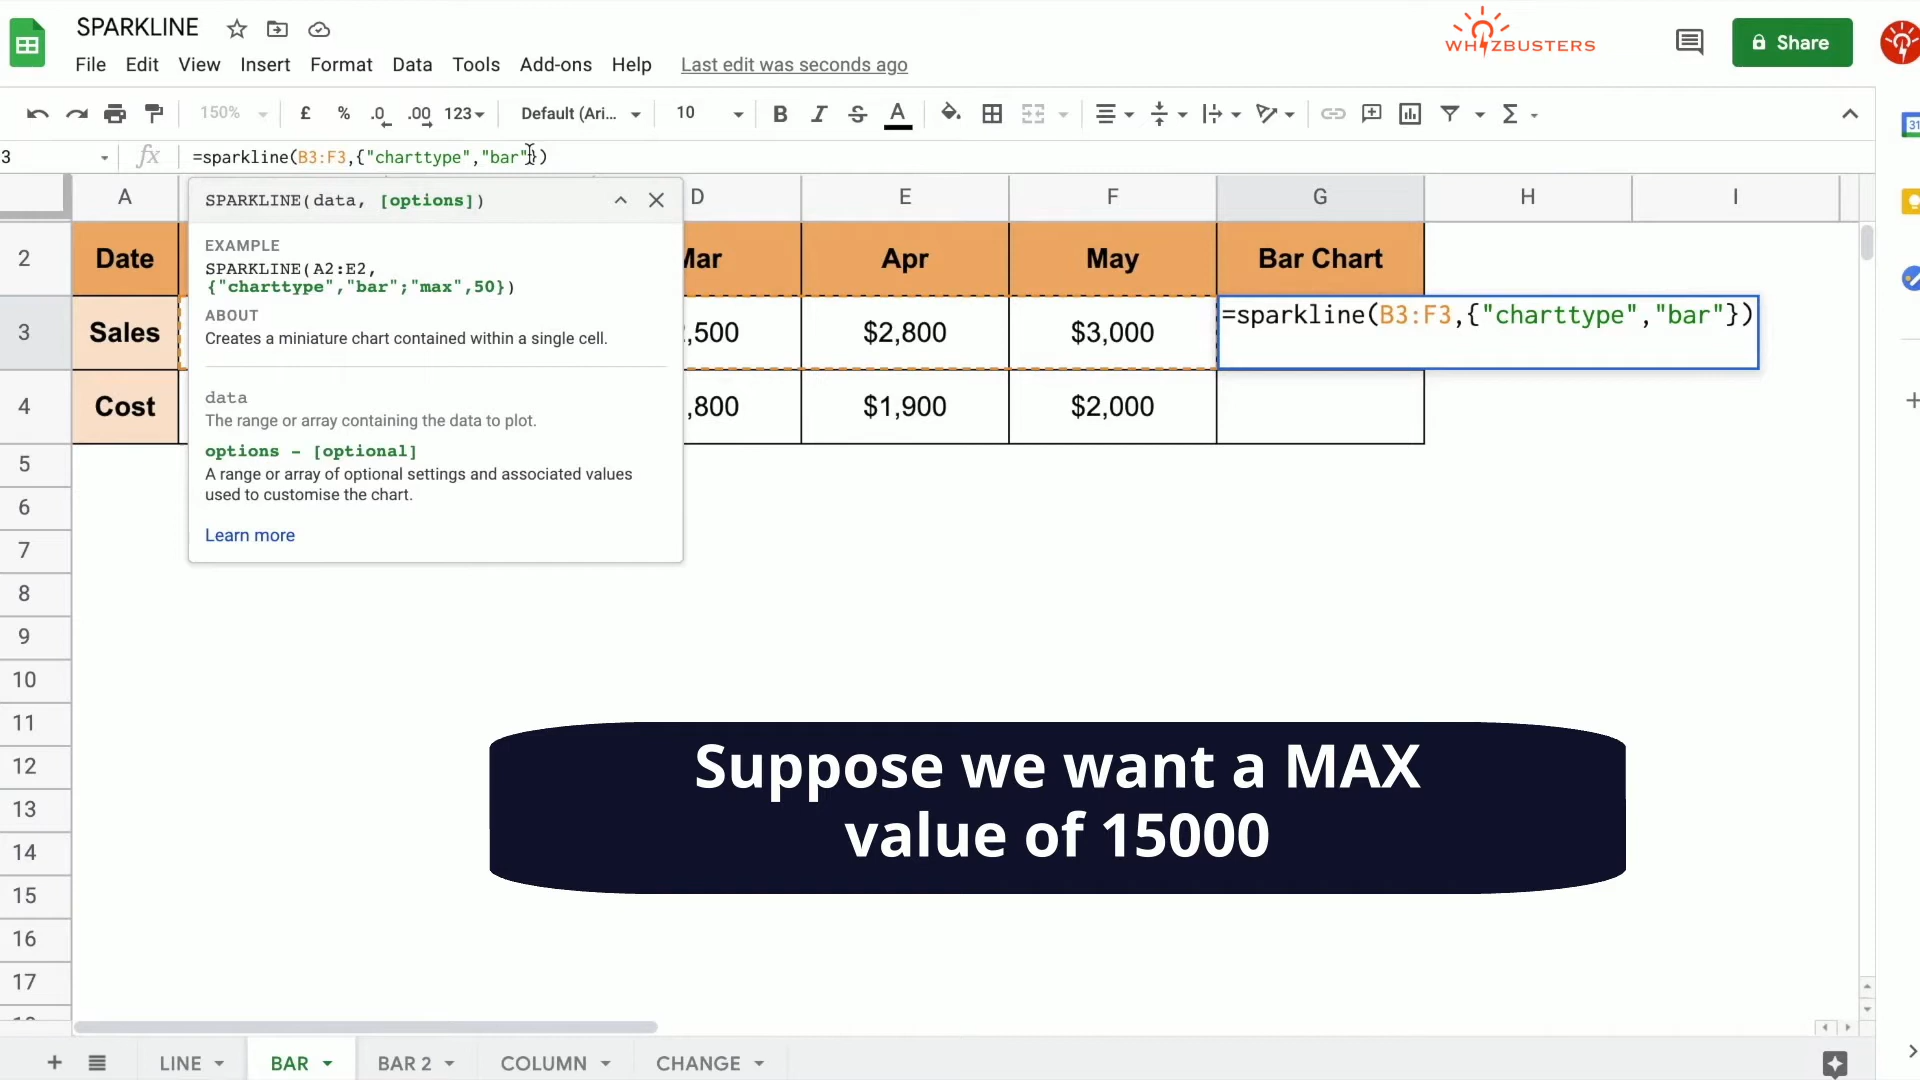 SPARKLINE
WHIZBUSTERS
Share
File Edit View Insert Format Data Tools Add-ons Help Last edit was seconds ago
150% £ % .0 .00 123 Default (Ari... 10 B I S A Σ
31
3 fx =sparkline(B3:F3,{"charttype","bar"})
A D E F G H I
SPARKLINE(data, [options])
EXAMPLE
SPARKLINE(A2:E2,
{"charttype","bar";"max",50})
ABOUT
Creates a miniature chart contained within a single cell.
data
The range or array containing the data to plot.
options - [optional]
A range or array of optional settings and associated values
used to customise the chart.
Learn more
2 Date Mar Apr May Bar Chart
3 Sales ,500 $2,800 $3,000 =sparkline(B3:F3,{"charttype","bar"})
4 Cost ,800 $1,900 $2,000
5
6
7
8
9
10
11
12
13
14
15
16
17
Suppose we want a MAX
value of 15000
LINE BAR BAR 2 COLUMN CHANGE